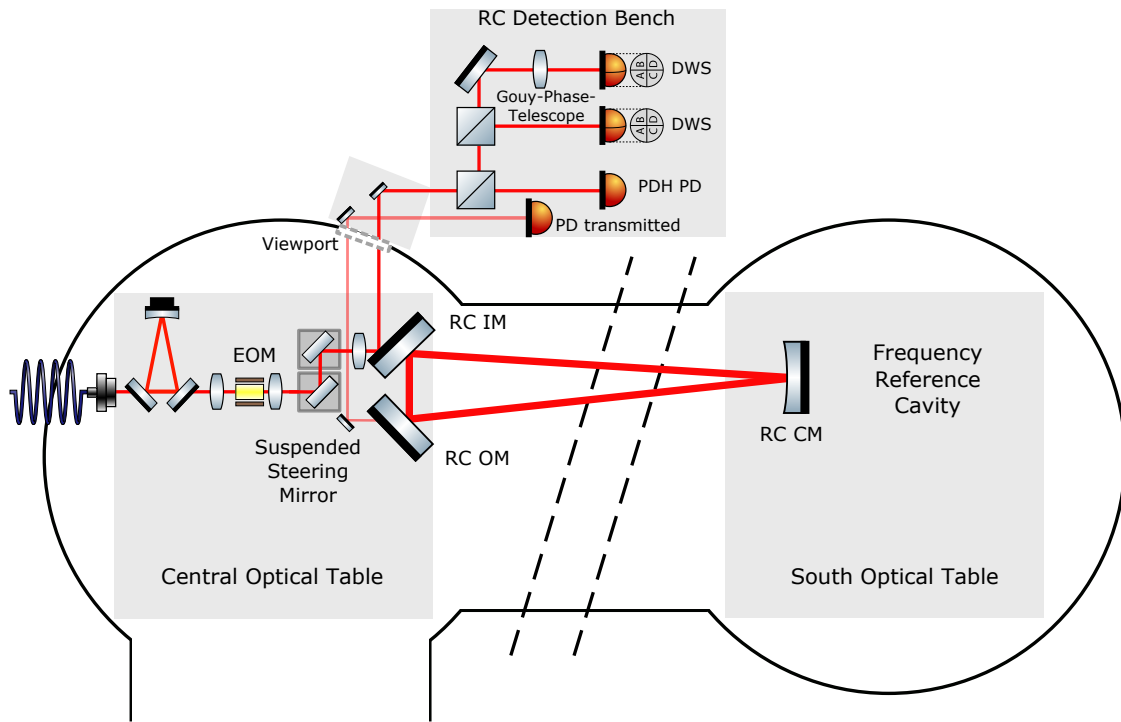 RC Detection Bench
A B
C D
DWS
Gouy-Phase-
Telescope
A B
C D
DWS
PDH PD
PD transmitted
Viewport
RC IM
EOM
Frequency
Reference
Cavity
RC CM
Suspended
Steering
Mirror
RC OM
Central Optical Table
South Optical Table